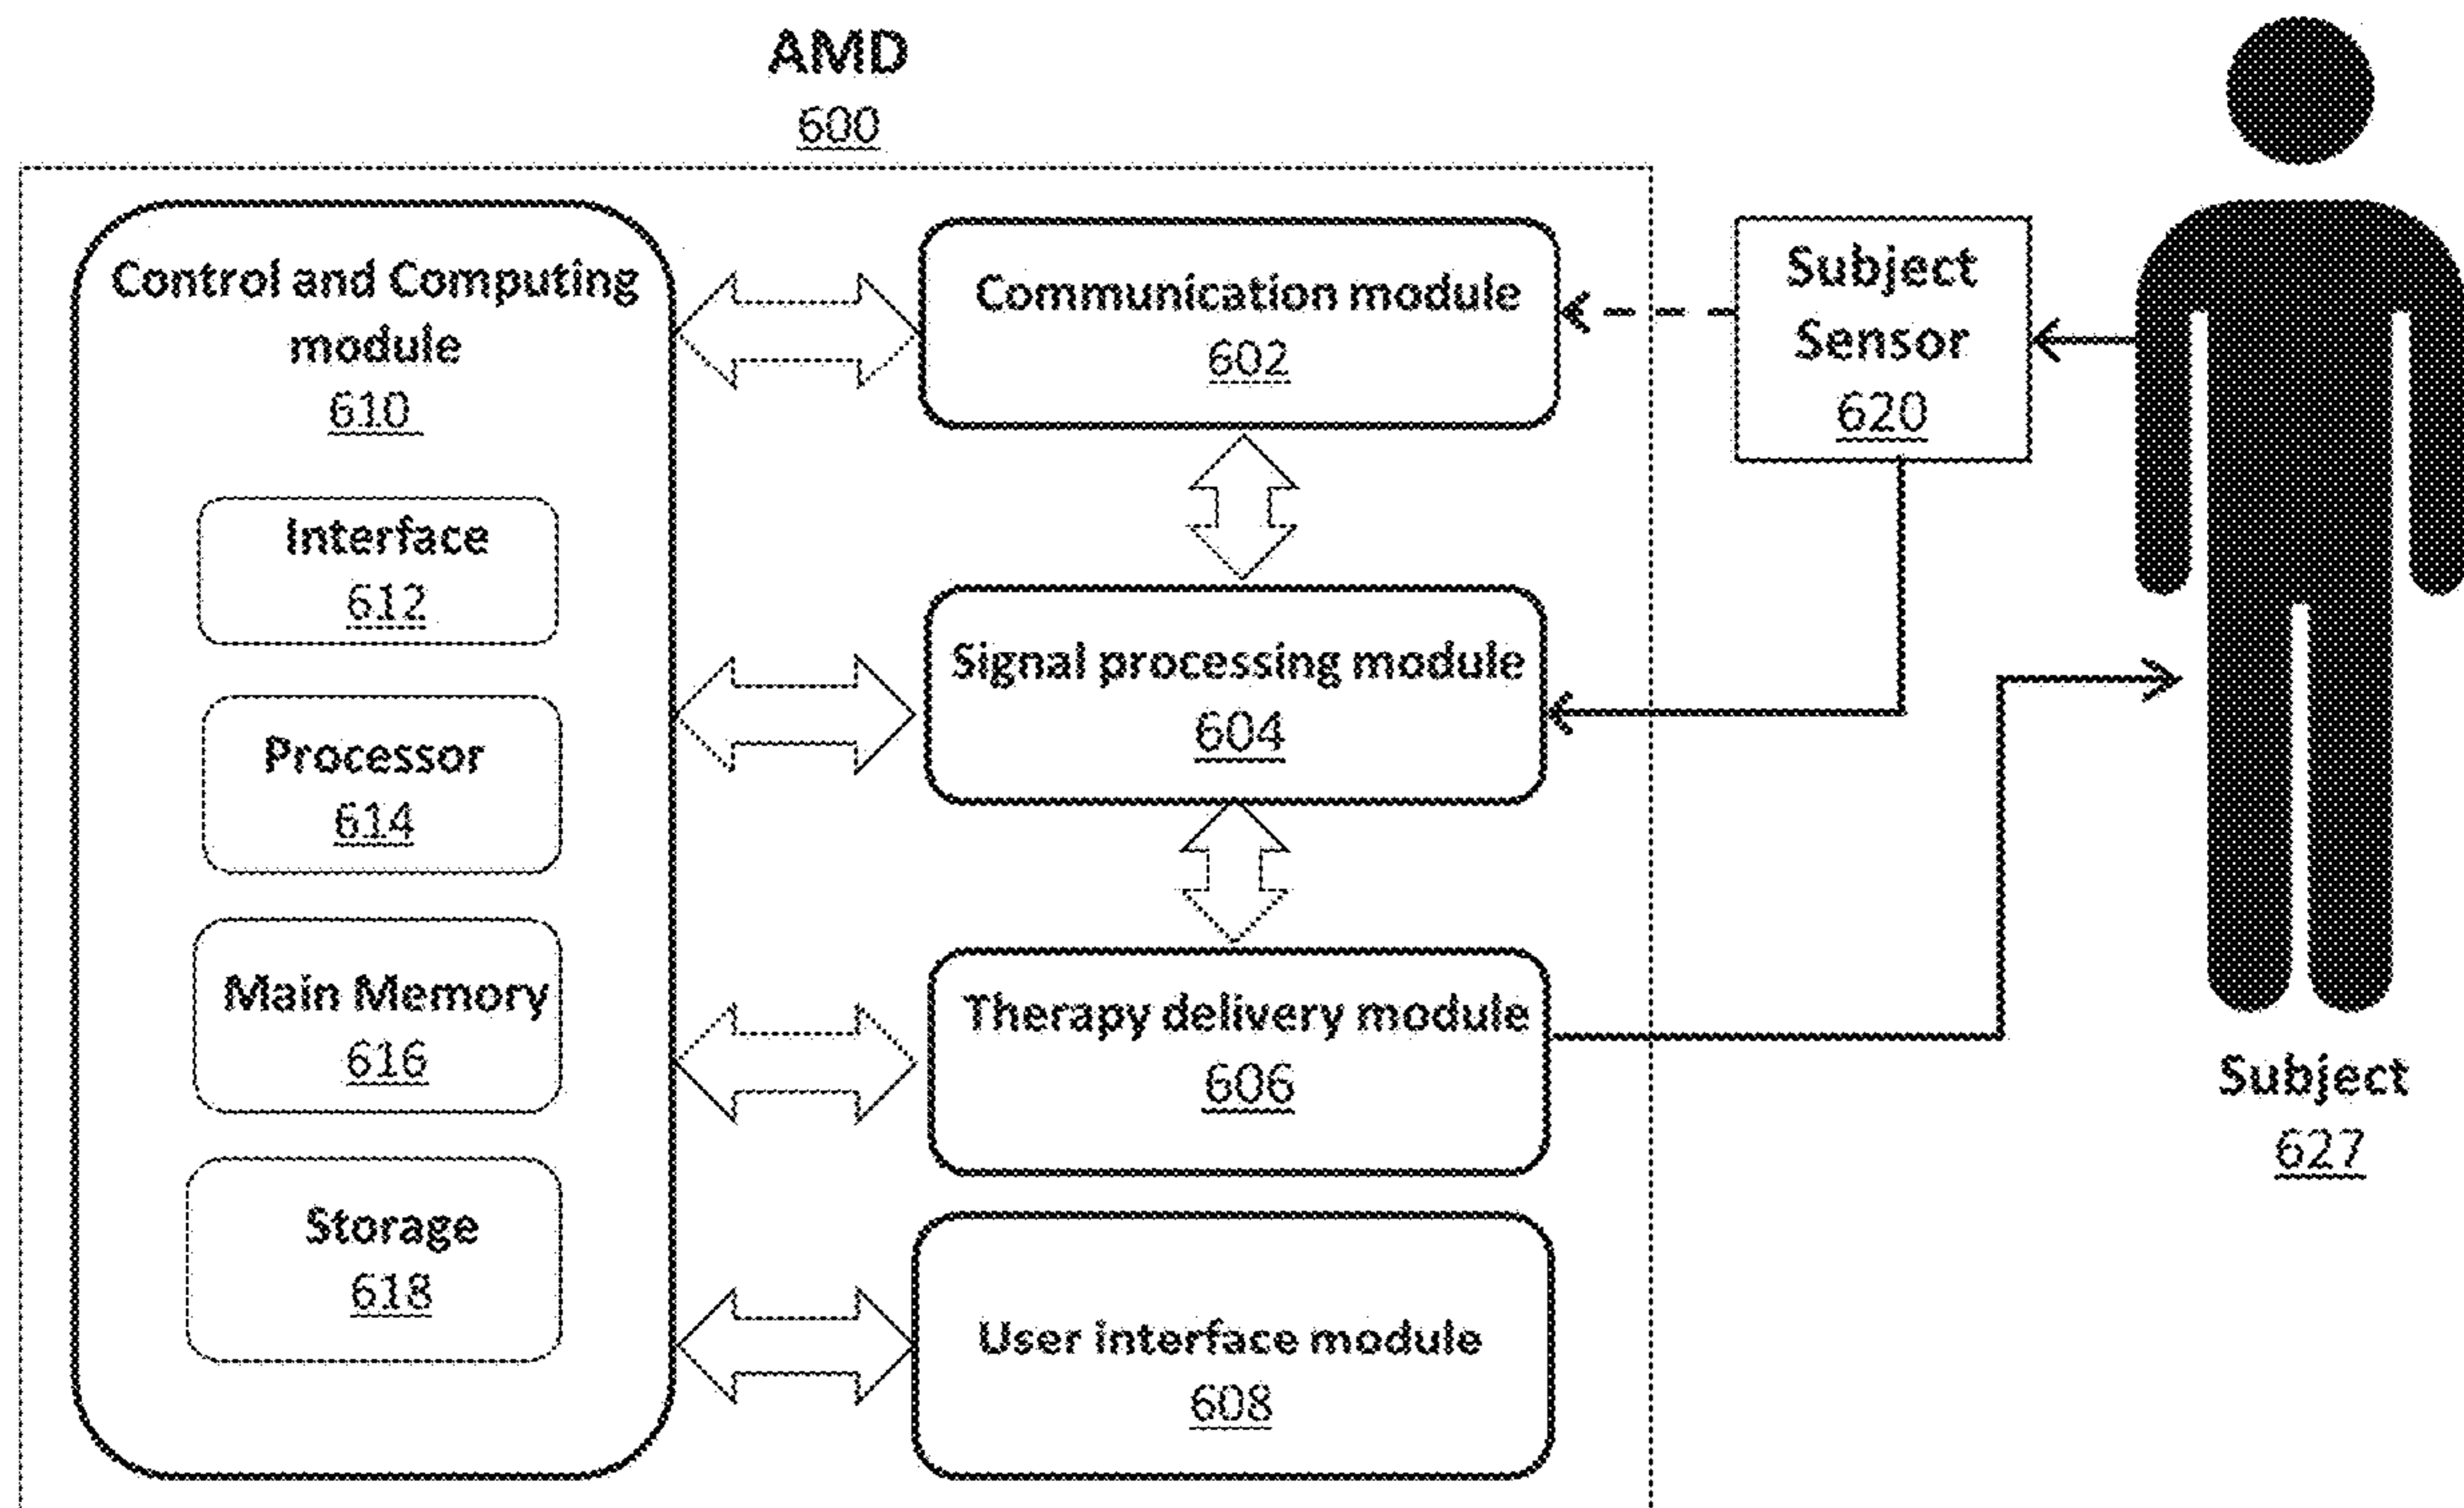 AMD
600
Control and Computing
module
610
Interface
612
Processor
614
Main Memory
616
Storage
618
Communication module
602
Signal processing module
604
Therapy delivery module
606
User interface module
608
Subject
Sensor
620
Subject
627